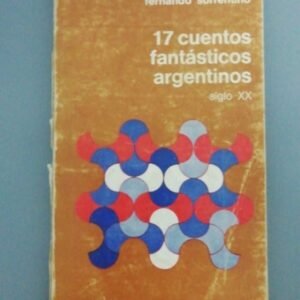 fernando sorrentino
17 cuentos
fantásticos
argentinos
siglo XX